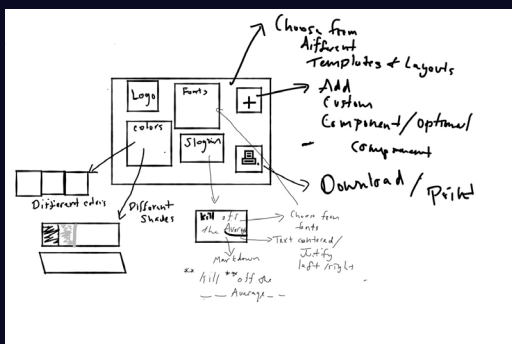 Choose from
Different
Templates & Layouts
Add
Custom
Component/optional
component
Download/Print
Logo
Fonts
+
colors
Slogan
Different colors
Different
Shades
kill off
the Average
Choose from
fonts
Text centered/
Justify
left/right
Markdown
** kill ** off the
_ _ Average _ _